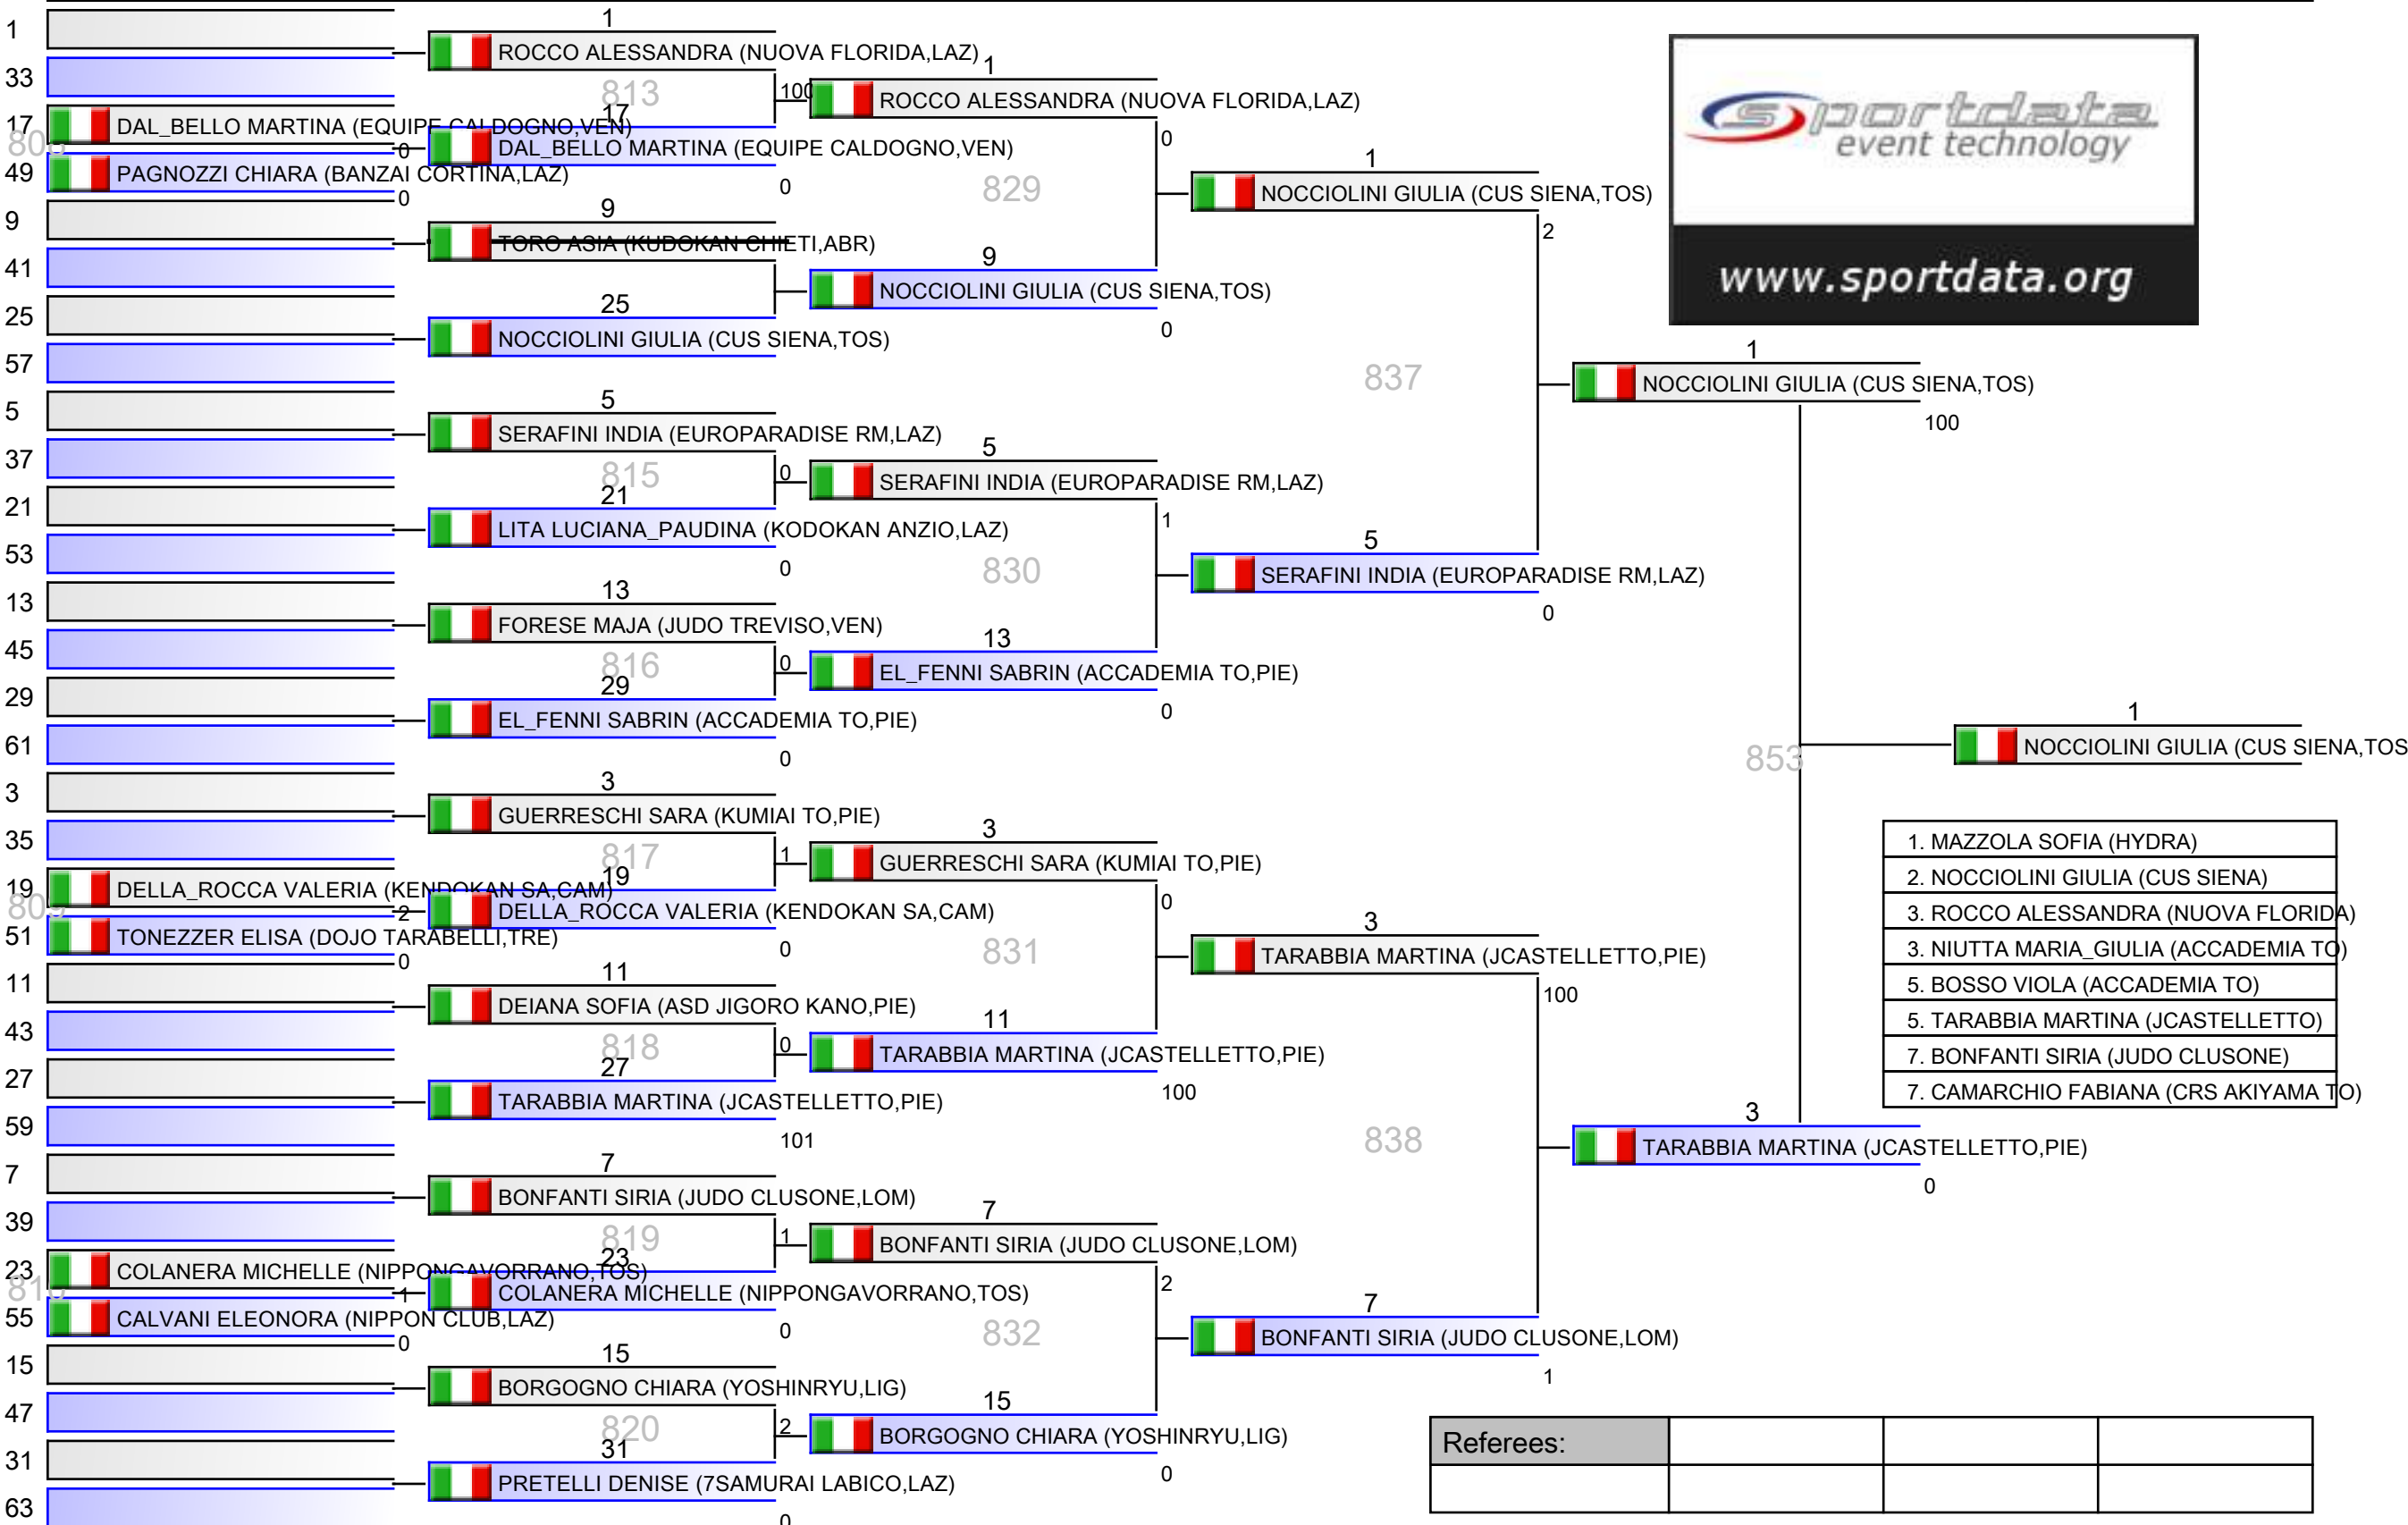 1
33
17
49
9
41
25
57
5
37
21
53
13
45
29
61
3
35
19
51
11
43
27
59
7
39
23
55
15
47
31
63
DAL_BELLO MARTINA (EQUIPE CALDOGNO,VEN)
0
PAGNOZZI CHIARA (BANZAI CORTINA,LAZ)
0
DELLA_ROCCA VALERIA (KENDOKAN SA,CAM)
809
2
TONEZZER ELISA (DOJO TARABELLI,TRE)
0
COLANERA MICHELLE (NIPPONGAVORRANO,TOS)
1
CALVANI ELEONORA (NIPPON CLUB,LAZ)
0
1
ROCCO ALESSANDRA (NUOVA FLORIDA,LAZ)
813
100
17
DAL_BELLO MARTINA (EQUIPE CALDOGNO,VEN)
0
9
TORO ASIA (KUDOKAN CHIETI,ABR)
25
NOCCIOLINI GIULIA (CUS SIENA,TOS)
5
SERAFINI INDIA (EUROPARADISE RM,LAZ)
815
0
21
LITA LUCIANA_PAUDINA (KODOKAN ANZIO,LAZ)
0
13
FORESE MAJA (JUDO TREVISO,VEN)
816
0
29
EL_FENNI SABRIN (ACCADEMIA TO,PIE)
0
3
GUERRESCHI SARA (KUMIAI TO,PIE)
817
1
19
DELLA_ROCCA VALERIA (KENDOKAN SA,CAM)
0
11
DEIANA SOFIA (ASD JIGORO KANO,PIE)
818
0
27
TARABBIA MARTINA (JCASTELLETTO,PIE)
101
7
BONFANTI SIRIA (JUDO CLUSONE,LOM)
819
1
23
COLANERA MICHELLE (NIPPONGAVORRANO,TOS)
0
15
BORGOGNO CHIARA (YOSHINRYU,LIG)
820
2
31
PRETELLI DENISE (7SAMURAI LABICO,LAZ)
0
1
ROCCO ALESSANDRA (NUOVA FLORIDA,LAZ)
0
829
9
NOCCIOLINI GIULIA (CUS SIENA,TOS)
0
5
SERAFINI INDIA (EUROPARADISE RM,LAZ)
1
830
13
EL_FENNI SABRIN (ACCADEMIA TO,PIE)
0
3
GUERRESCHI SARA (KUMIAI TO,PIE)
0
831
11
TARABBIA MARTINA (JCASTELLETTO,PIE)
100
7
BONFANTI SIRIA (JUDO CLUSONE,LOM)
2
832
15
BORGOGNO CHIARA (YOSHINRYU,LIG)
0
1
NOCCIOLINI GIULIA (CUS SIENA,TOS)
2
837
5
SERAFINI INDIA (EUROPARADISE RM,LAZ)
0
3
TARABBIA MARTINA (JCASTELLETTO,PIE)
100
838
7
BONFANTI SIRIA (JUDO CLUSONE,LOM)
1
sportdata
event technology
www.sportdata.org
1
NOCCIOLINI GIULIA (CUS SIENA,TOS)
100
853
3
TARABBIA MARTINA (JCASTELLETTO,PIE)
0
1
NOCCIOLINI GIULIA (CUS SIENA,TOS
1. MAZZOLA SOFIA (HYDRA)
2. NOCCIOLINI GIULIA (CUS SIENA)
3. ROCCO ALESSANDRA (NUOVA FLORIDA)
3. NIUTTA MARIA_GIULIA (ACCADEMIA TO)
5. BOSSO VIOLA (ACCADEMIA TO)
5. TARABBIA MARTINA (JCASTELLETTO)
7. BONFANTI SIRIA (JUDO CLUSONE)
7. CAMARCHIO FABIANA (CRS AKIYAMA TO)
Referees: